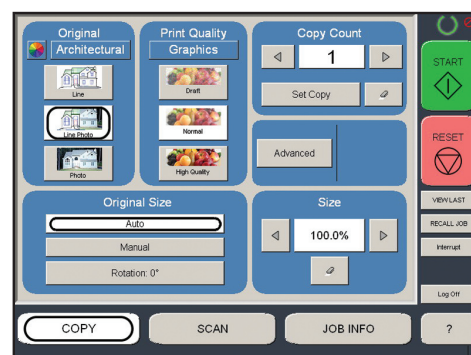 Original
Architectural
Line
Line Photo
Photo
Print Quality
Graphics
Draft
Normal
High Quality
Copy Count
1
Set Copy
Advanced
Original Size
Auto
Manual
Rotation: 0°
Size
100.0%
START
RESET
VIEW LAST
RECALL JOB
Interrupt
Log Off
COPY
SCAN
JOB INFO
?